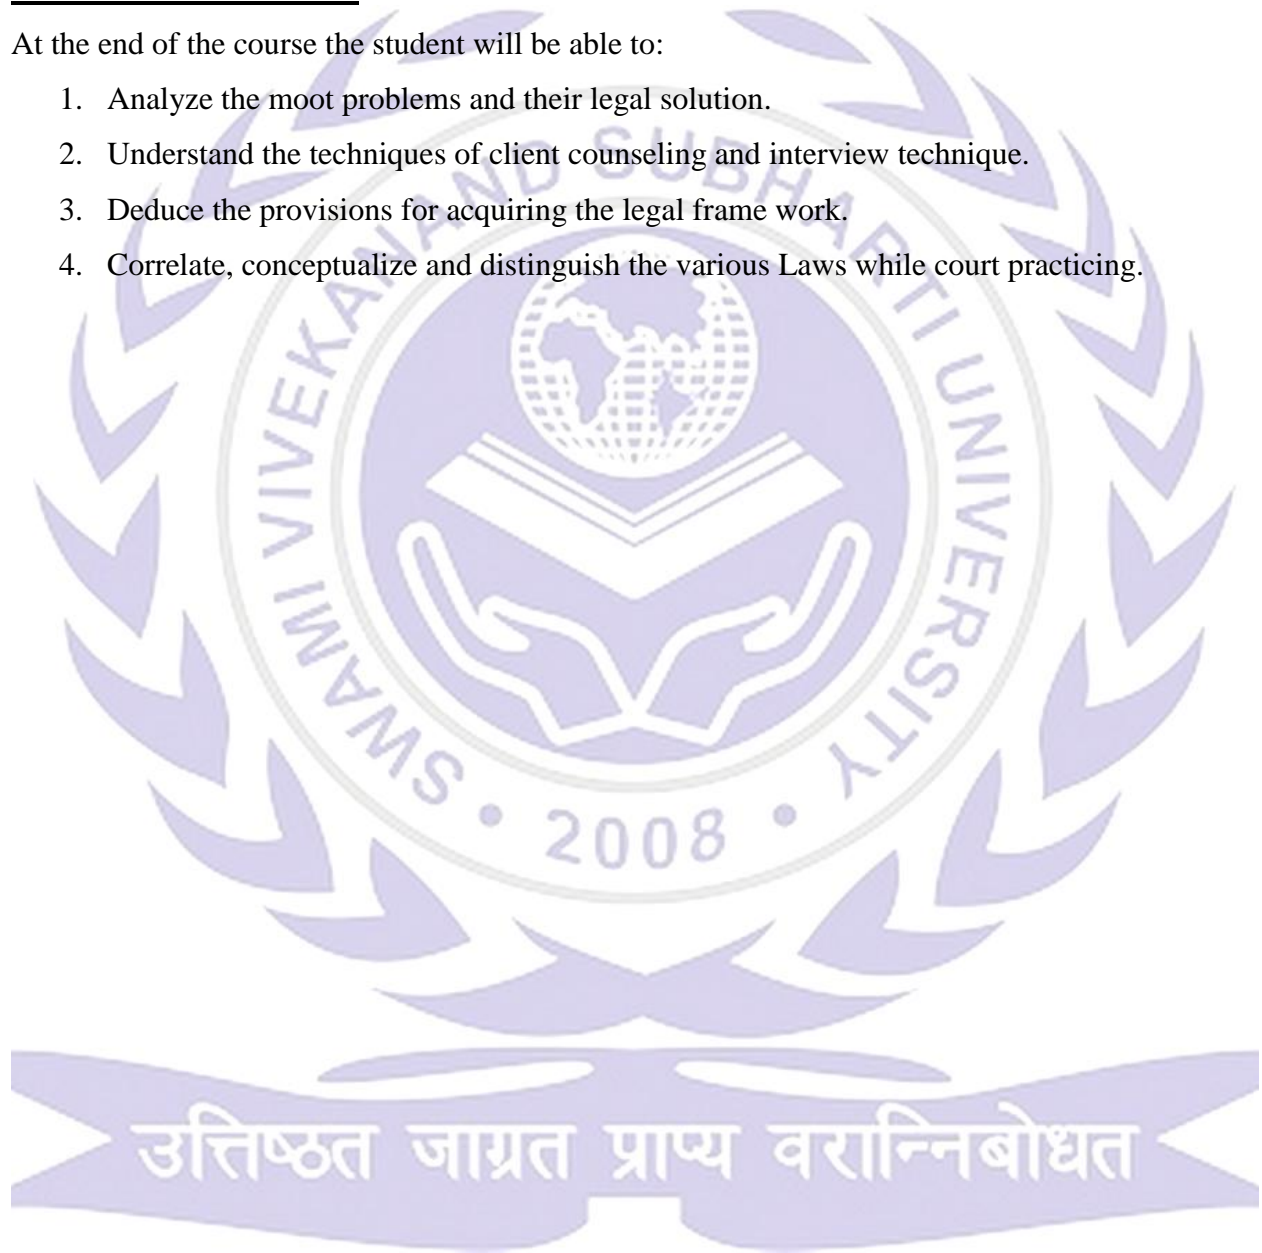 At the end of the course the student will be able to:
1. Analyze the moot problems and their legal solution.
2. Understand the techniques of client counseling and interview technique.
3. Deduce the provisions for acquiring the legal frame work.
4. Correlate, conceptualize and distinguish the various Laws while court practicing.
SWAMI VIVEKANAND SUBHARTI UNIVERSITY
• 2008 •
उत्तिष्ठत जाग्रत प्राप्य वरान्निबोधत